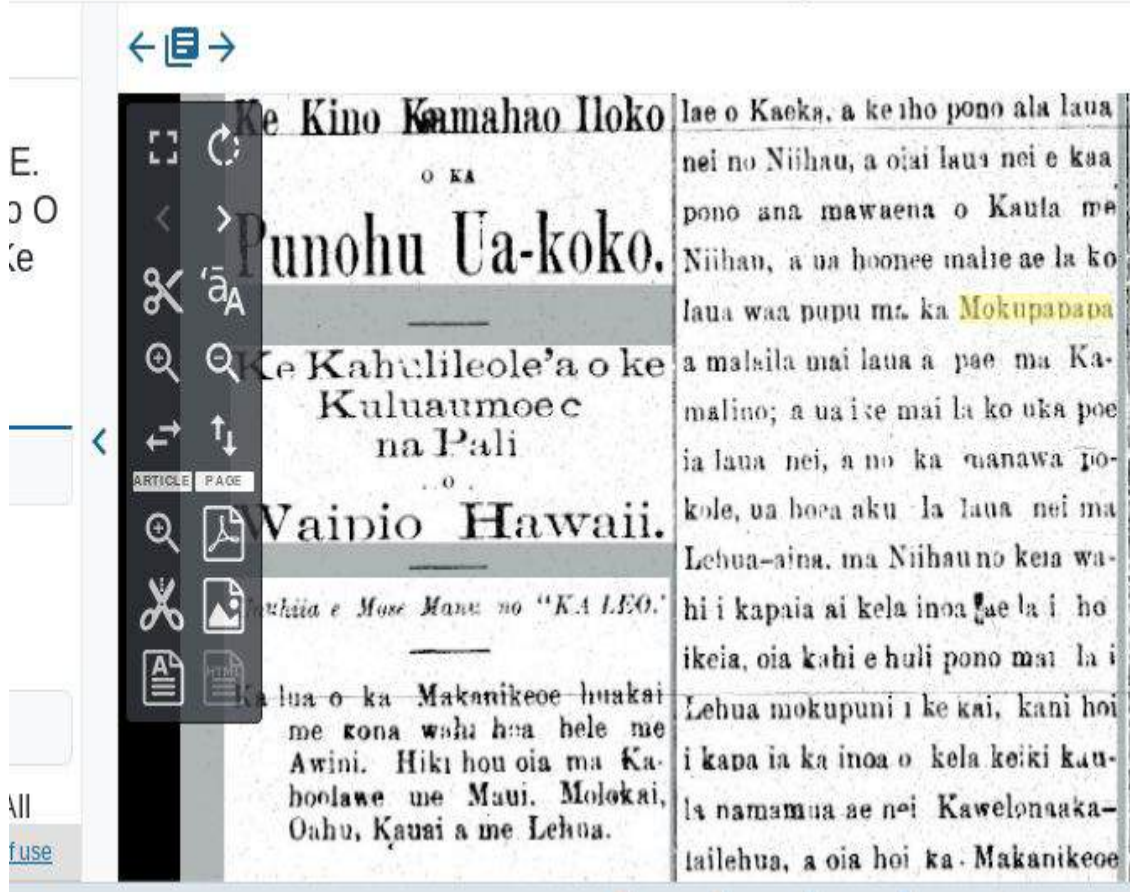 E.
o O
Ke
All
f use
ARTICLE PAGE
HTML
Ke Kino Kamahao Iloko
O KA
Punohu Ua-koko.
Ke Kahulileole’a o ke
Kuluaumoe c
na Pali
o
Waipio Hawaii.
e Mose Manu no “KA LEO.’
Ka lua o ka Makanikeoe huakai
me kona wahi hoa hele me
Awini. Hiki hou oia ma Ka-
hoolawe me Maui. Molokai,
Oahu, Kauai a me Lehua.
lae o Kaeka, a ke iho pono ala laua
nei no Niihau, a oiai laua nei e kaa
pono ana mawaena o Kaula me
Niihau, a ua hoonee malie ae la ko
laua waa pupu ma ka Mokupapapa
a malaila mai laua a pae ma Ka-
malino; a ua ike mai la ko uka poe
ia laua nei, a no ka manawa po-
kole, ua hoea aku la laua nei ma
Lehua-aina, ma Niihau no keia wa-
hi i kapaia ai kela inoa ae la i ho
ikeia, oia kahi e huli pono mai la i
Lehua mokupuni i ke kai, kani hoi
i kapa ia ka inoa o kela keiki kau-
la namamua ae nei Kawelonaaka-
lailehua, a oia hoi ka Makanikeoe